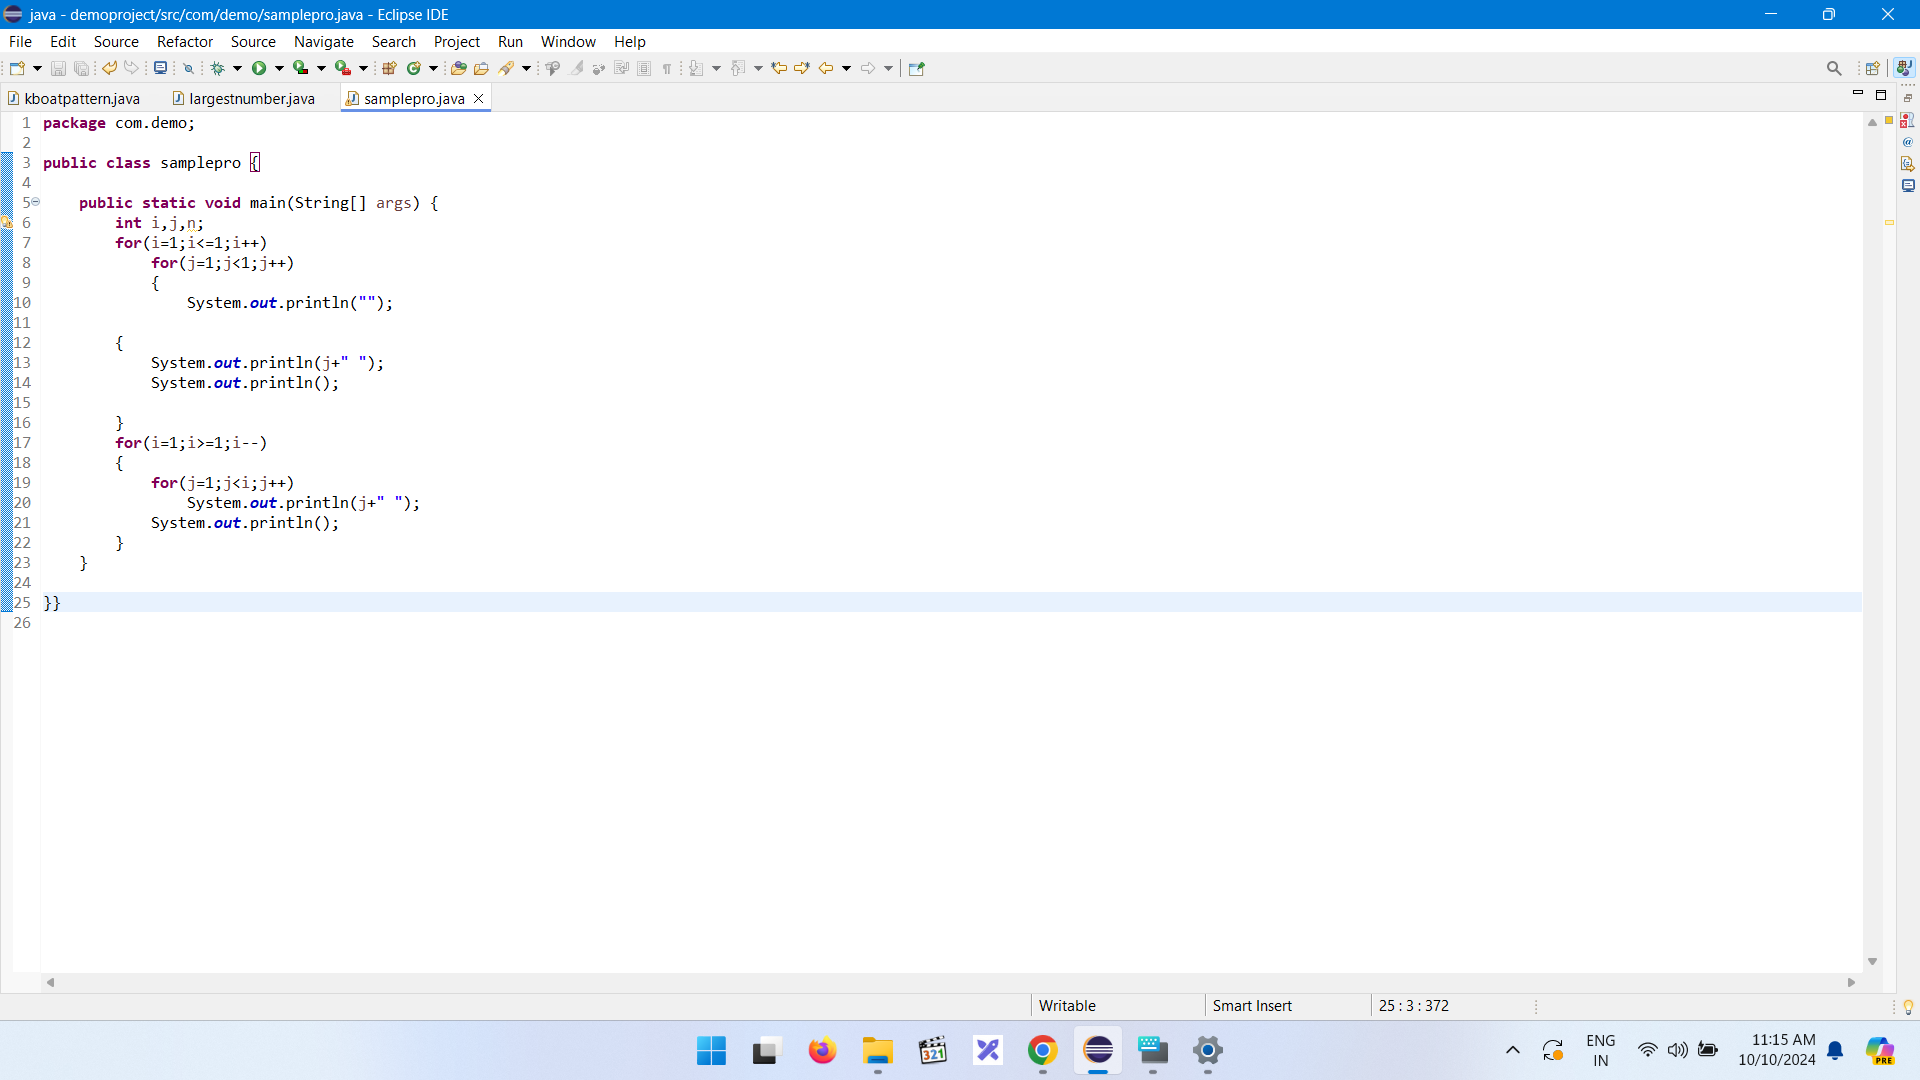 java - demoproject/src/com/demo/samplepro.java - Eclipse IDE
File Edit Source Refactor Source Navigate Search Project Run Window Help
kboatpattern.java largestnumber.java samplepro.java
1 package com.demo;
2
3 public class samplepro {
4
5 public static void main(String[] args) {
6 int i,j,n;
7 for(i=1;i<=1;i++)
8 for(j=1;j<1;j++)
9 {
10 System.out.println("");
11
12 {
13 System.out.println(j+" ");
14 System.out.println();
15
16 }
17 for(i=1;i>=1;i--)
18 {
19 for(j=1;j<i;j++)
20 System.out.println(j+" ");
21 System.out.println();
22 }
23 }
24
25 }}
26
Writable Smart Insert 25 : 3 : 372
321
ENG
IN
11:15 AM
10/10/2024
PRE